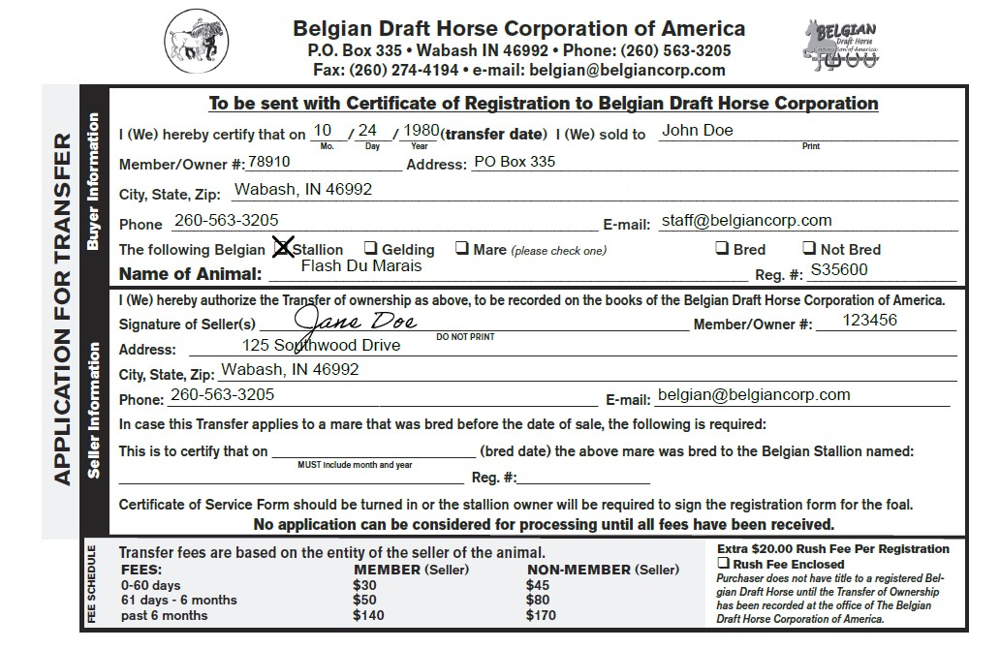 Belgian Draft Horse Corporation of America
P.O. Box 335 • Wabash IN 46992 • Phone: (260) 563-3205
Fax: (260) 274-4194 • e-mail: belgian@belgiancorp.com
BELGIAN
Draft Horse
Corporation of America
APPLICATION FOR TRANSFER
Buyer Information
To be sent with Certificate of Registration to Belgian Draft Horse Corporation
I (We) hereby certify that on 10 / 24 / 1980 (transfer date) I (We) sold to John Doe
Mo. Day Year Print
Member/Owner #: 78910 Address: PO Box 335
City, State, Zip: Wabash, IN 46992
Phone 260-563-3205 E-mail: staff@belgiancorp.com
The following Belgian ☒ Stallion ❑ Gelding ❑ Mare (please check one) ❑ Bred ❑ Not Bred
Name of Animal: Flash Du Marais Reg. #: S35600
Seller Information
I (We) hereby authorize the Transfer of ownership as above, to be recorded on the books of the Belgian Draft Horse Corporation of America.
Signature of Seller(s) Jane Doe Member/Owner #: 123456
DO NOT PRINT
Address: 125 Southwood Drive
City, State, Zip: Wabash, IN 46992
Phone: 260-563-3205 E-mail: belgian@belgiancorp.com
In case this Transfer applies to a mare that was bred before the date of sale, the following is required:
This is to certify that on ____ (bred date) the above mare was bred to the Belgian Stallion named:
MUST include month and year
____ Reg. #:____
Certificate of Service Form should be turned in or the stallion owner will be required to sign the registration form for the foal.
No application can be considered for processing until all fees have been received.
FEE SCHEDULE
Transfer fees are based on the entity of the seller of the animal.
FEES: MEMBER (Seller) NON-MEMBER (Seller)
0-60 days $30 $45
61 days - 6 months $50 $80
past 6 months $140 $170
Extra $20.00 Rush Fee Per Registration
❑ Rush Fee Enclosed
Purchaser does not have title to a registered Bel-
gian Draft Horse until the Transfer of Ownership
has been recorded at the office of The Belgian
Draft Horse Corporation of America.